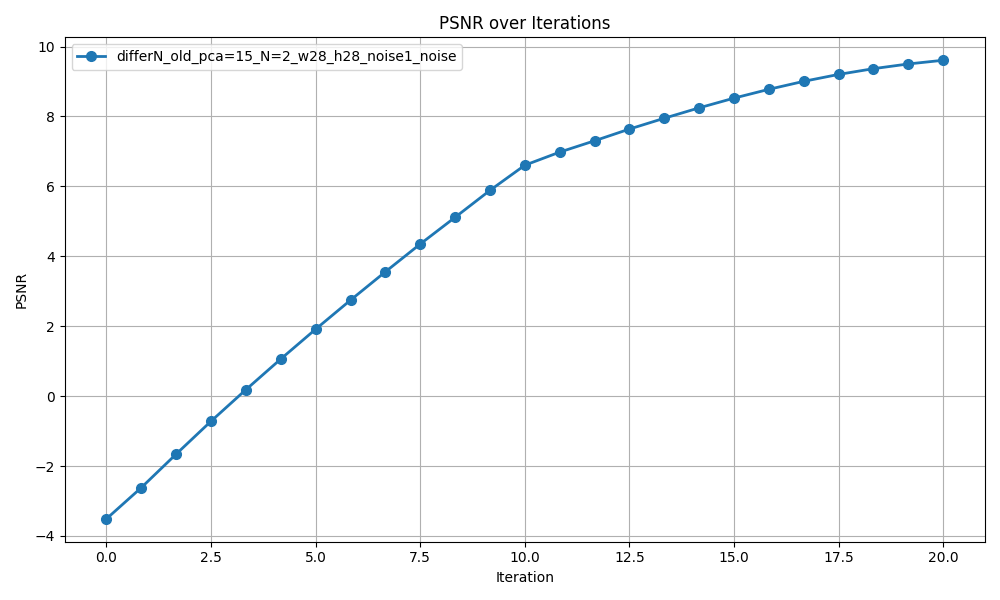 PSNR over Iterations
differN_old_pca=15_N=2_w28_h28_noise1_noise
10
8
6
4
2
0
−2
−4
PSNR
0.0 2.5 5.0 7.5 10.0 12.5 15.0 17.5 20.0
Iteration